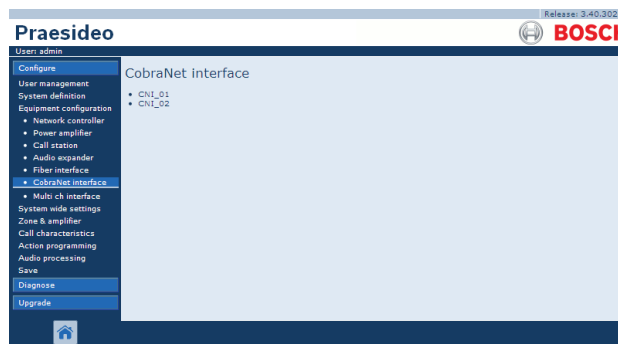 Release: 3.40.302
Praesideo
BOSCH
User: admin
Configure
User management
System definition
Equipment configuration
• Network controller
• Power amplifier
• Call station
• Audio expander
• Fiber interface
• CobraNet interface
• Multi ch interface
System wide settings
Zone & amplifier
Call characteristics
Action programming
Audio processing
Save
Diagnose
Upgrade
CobraNet interface
• CNI_01
• CNI_02